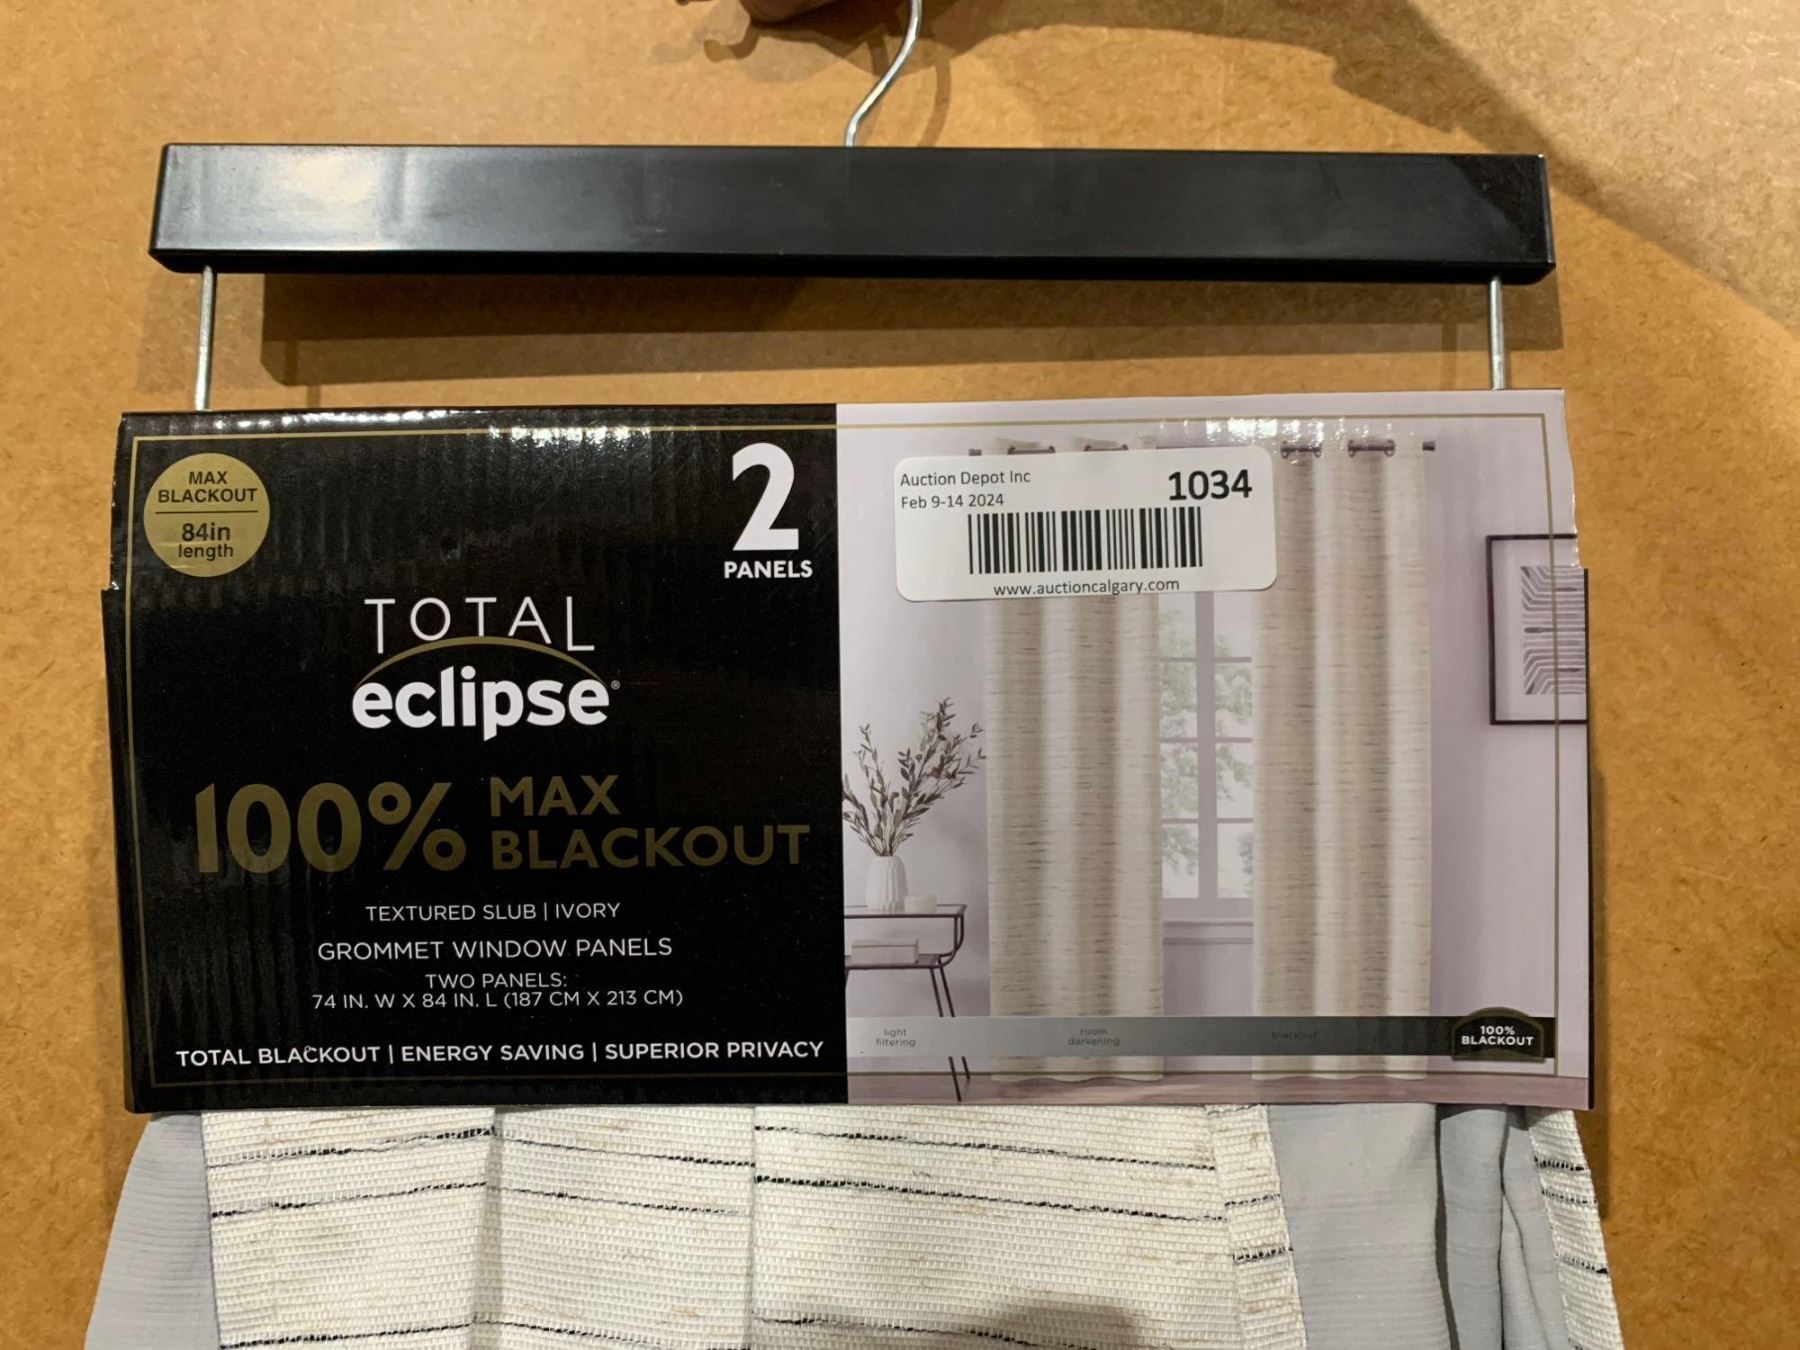 MAX
BLACKOUT
84in
length
2
PANELS
TOTAL
eclipse®
100% MAX
BLACKOUT
TEXTURED SLUB | IVORY
GROMMET WINDOW PANELS
TWO PANELS:
74 IN. W X 84 IN. L (187 CM X 213 CM)
TOTAL BLACKOUT | ENERGY SAVING | SUPERIOR PRIVACY
Auction Depot Inc
Feb 9-14 2024
1034
www.auctioncalgary.com
light
filtering
room
darkening
blackout
100%
BLACKOUT